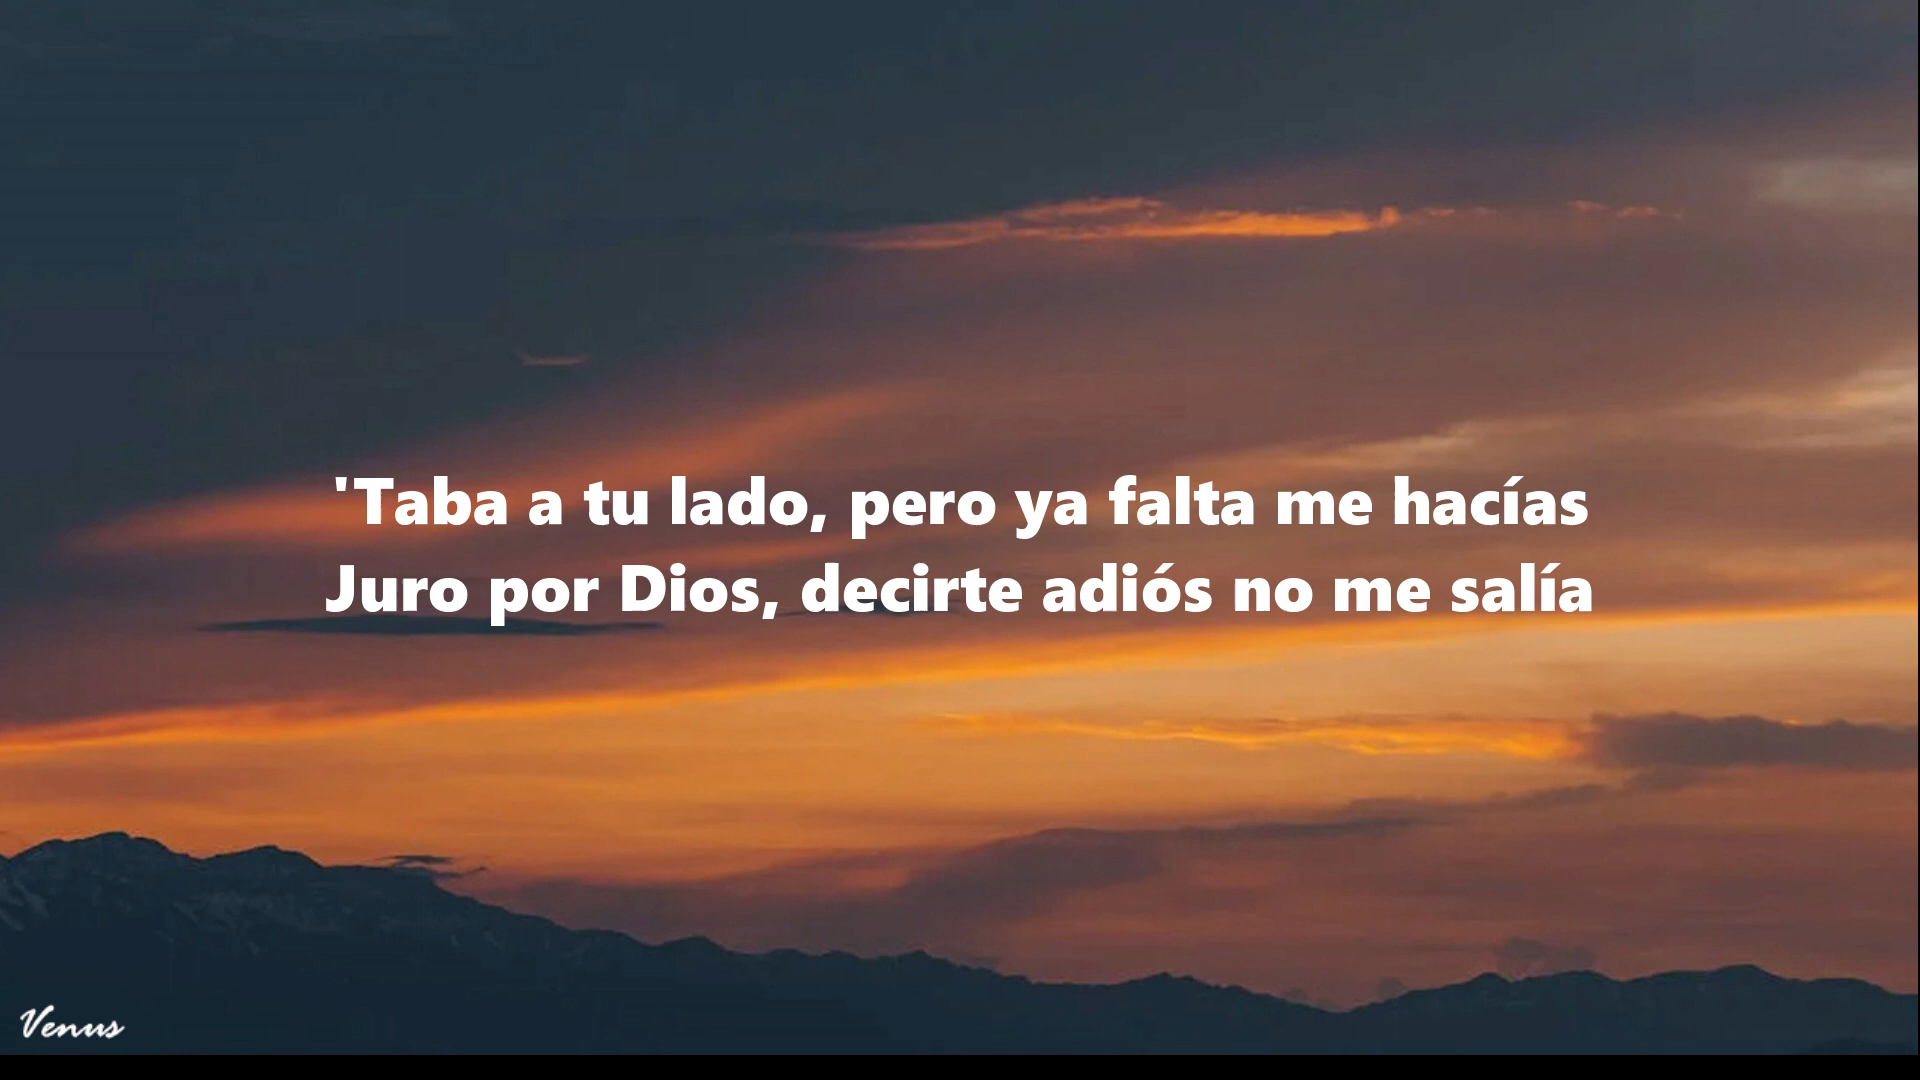 'Taba a tu lado, pero ya falta me hacías
Juro por Dios, decirte adiós no me salía
Venus